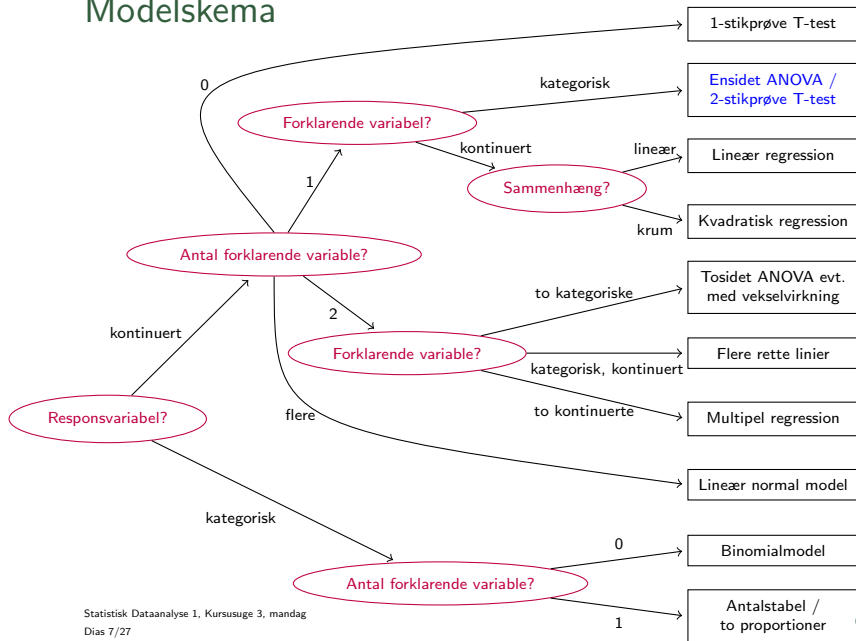 Modelskema
1-stikprøve T-test
0
kategorisk
Ensidet ANOVA /
2-stikprøve T-test
Forklarende variabel?
kontinuert
lineær
Lineær regression
1
Sammenhæng?
krum
Kvadratisk regression
Antal forklarende variable?
to kategoriske
Tosidet ANOVA evt.
med vekselvirkning
2
kontinuert
Forklarende variable?
kategorisk, kontinuert
Flere rette linier
to kontinuerte
Multipel regression
Responsvariabel?
flere
Lineær normal model
kategorisk
0
Binomialmodel
Antal forklarende variable?
1
Antalstabel /
to proportioner
Statistisk Dataanalyse 1, Kursusuge 3, mandag
Dias 7/27